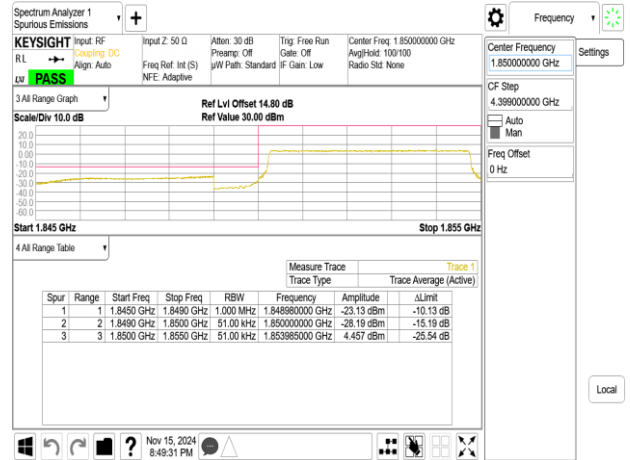 Spectrum Analyzer 1
Spurious Emissions
KEYSIGHT
RL
PASS
Input: RF
Coupling: DC
Align: Auto
Input Z: 50 Ω
Freq Ref: Int (S)
NFE: Adaptive
Atten: 30 dB
Preamp: Off
µW Path: Standard
Trig: Free Run
Gate: Off
IF Gain: Low
Center Freq: 1.850000000 GHz
Avg|Hold: 100/100
Radio Std: None
3 All Range Graph
Scale/Div 10.0 dB
Ref Lvl Offset 14.80 dB
Ref Value 30.00 dBm
20.0
10.0
0.00
-10.0
-20.0
-30.0
-40.0
-50.0
-60.0
Start 1.845 GHz
Stop 1.855 GHz
4 All Range Table
Measure Trace Trace 1
Trace Type Trace Average (Active)
Spur Range Start Freq Stop Freq RBW Frequency Amplitude ΔLimit
1 1 1.8450 GHz 1.8490 GHz 1.000 MHz 1.848980000 GHz -23.13 dBm -10.13 dB
2 2 1.8490 GHz 1.8500 GHz 51.00 kHz 1.850000000 GHz -28.19 dBm -15.19 dB
3 3 1.8500 GHz 1.8550 GHz 51.00 kHz 1.853985000 GHz 4.457 dBm -25.54 dB
Nov 15, 2024
8:49:31 PM
Frequency
Center Frequency
1.850000000 GHz
CF Step
4.399000000 GHz
Auto
Man
Freq Offset
0 Hz
Settings
Local